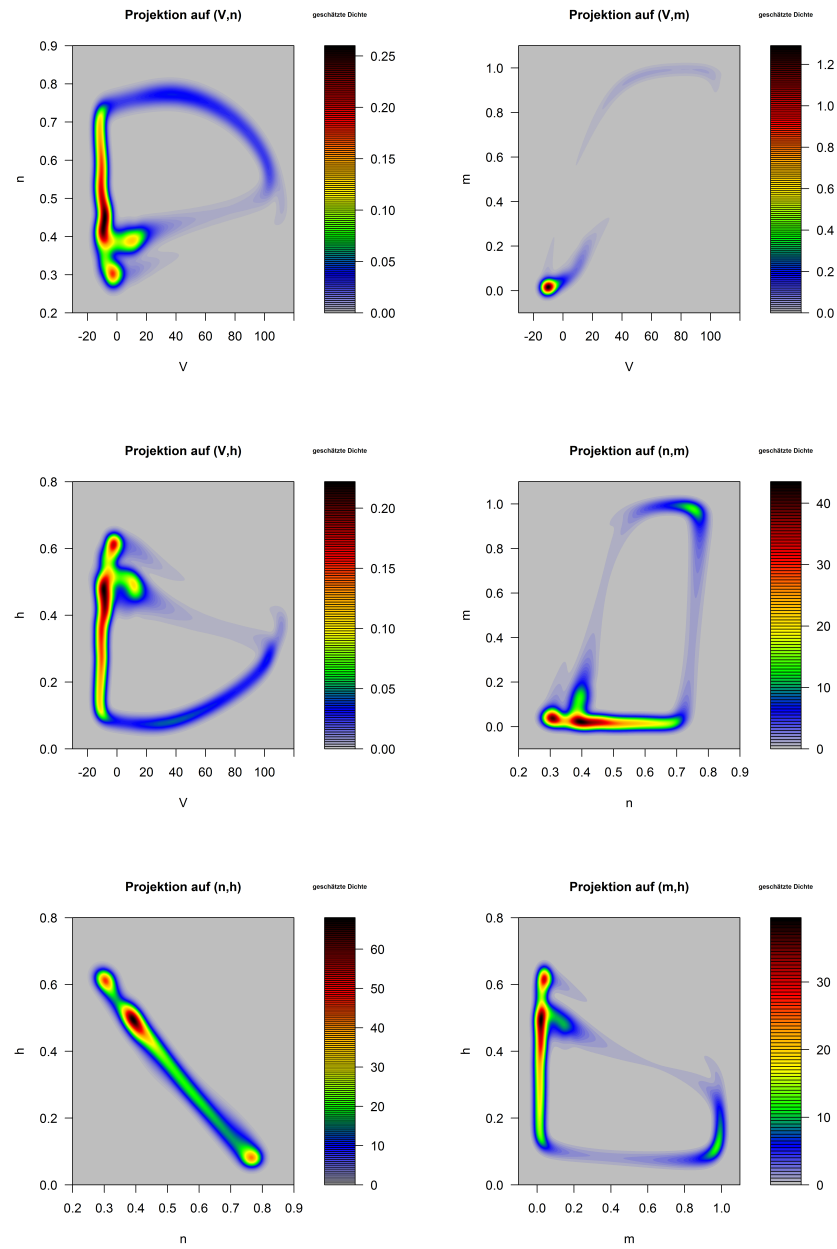 Projektion auf (V,n)
geschätzte Dichte
0.9
0.8
0.7
0.6
0.5
0.4
0.3
0.2
n
-20 0 20 40 60 80 100
V
0.25
0.20
0.15
0.10
0.05
0.00
Projektion auf (V,m)
geschätzte Dichte
1.0
0.8
0.6
0.4
0.2
0.0
m
-20 0 20 40 60 80 100
V
1.2
1.0
0.8
0.6
0.4
0.2
0.0
Projektion auf (V,h)
geschätzte Dichte
0.8
0.6
0.4
0.2
0.0
h
-20 0 20 40 60 80 100
V
0.20
0.15
0.10
0.05
0.00
Projektion auf (n,m)
geschätzte Dichte
1.0
0.8
0.6
0.4
0.2
0.0
m
0.2 0.3 0.4 0.5 0.6 0.7 0.8 0.9
n
40
30
20
10
0
Projektion auf (n,h)
geschätzte Dichte
0.8
0.6
0.4
0.2
0.0
h
0.2 0.3 0.4 0.5 0.6 0.7 0.8 0.9
n
60
50
40
30
20
10
0
Projektion auf (m,h)
geschätzte Dichte
0.8
0.6
0.4
0.2
0.0
h
0.0 0.2 0.4 0.6 0.8 1.0
m
30
20
10
0